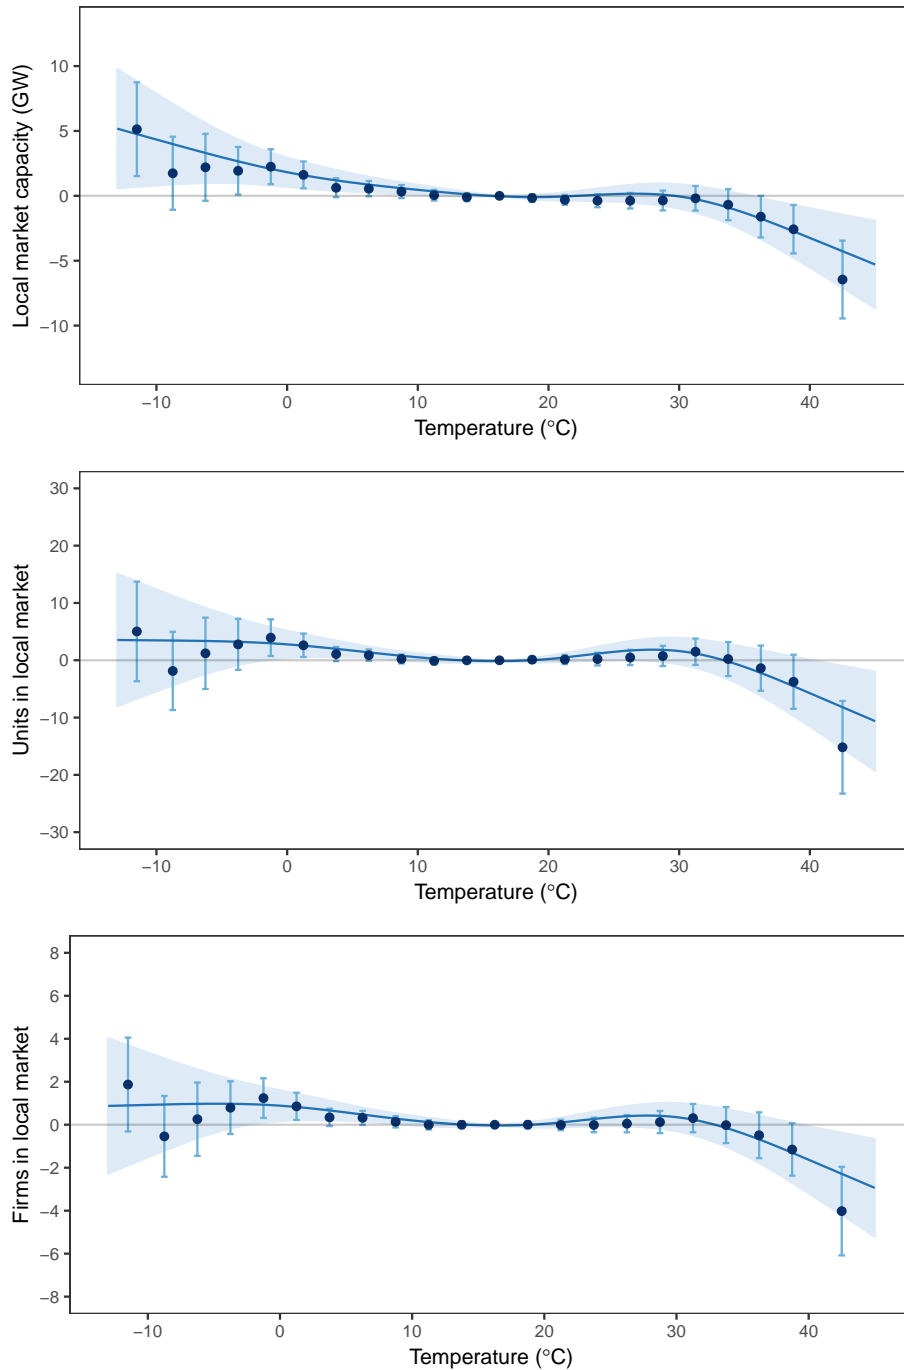 10
5
0
−5
−10
Local market capacity (GW)
−10 0 10 20 30 40
Temperature (°C)
30
20
10
0
−10
−20
−30
Units in local market
−10 0 10 20 30 40
Temperature (°C)
8
6
4
2
0
−2
−4
−6
−8
Firms in local market
−10 0 10 20 30 40
Temperature (°C)